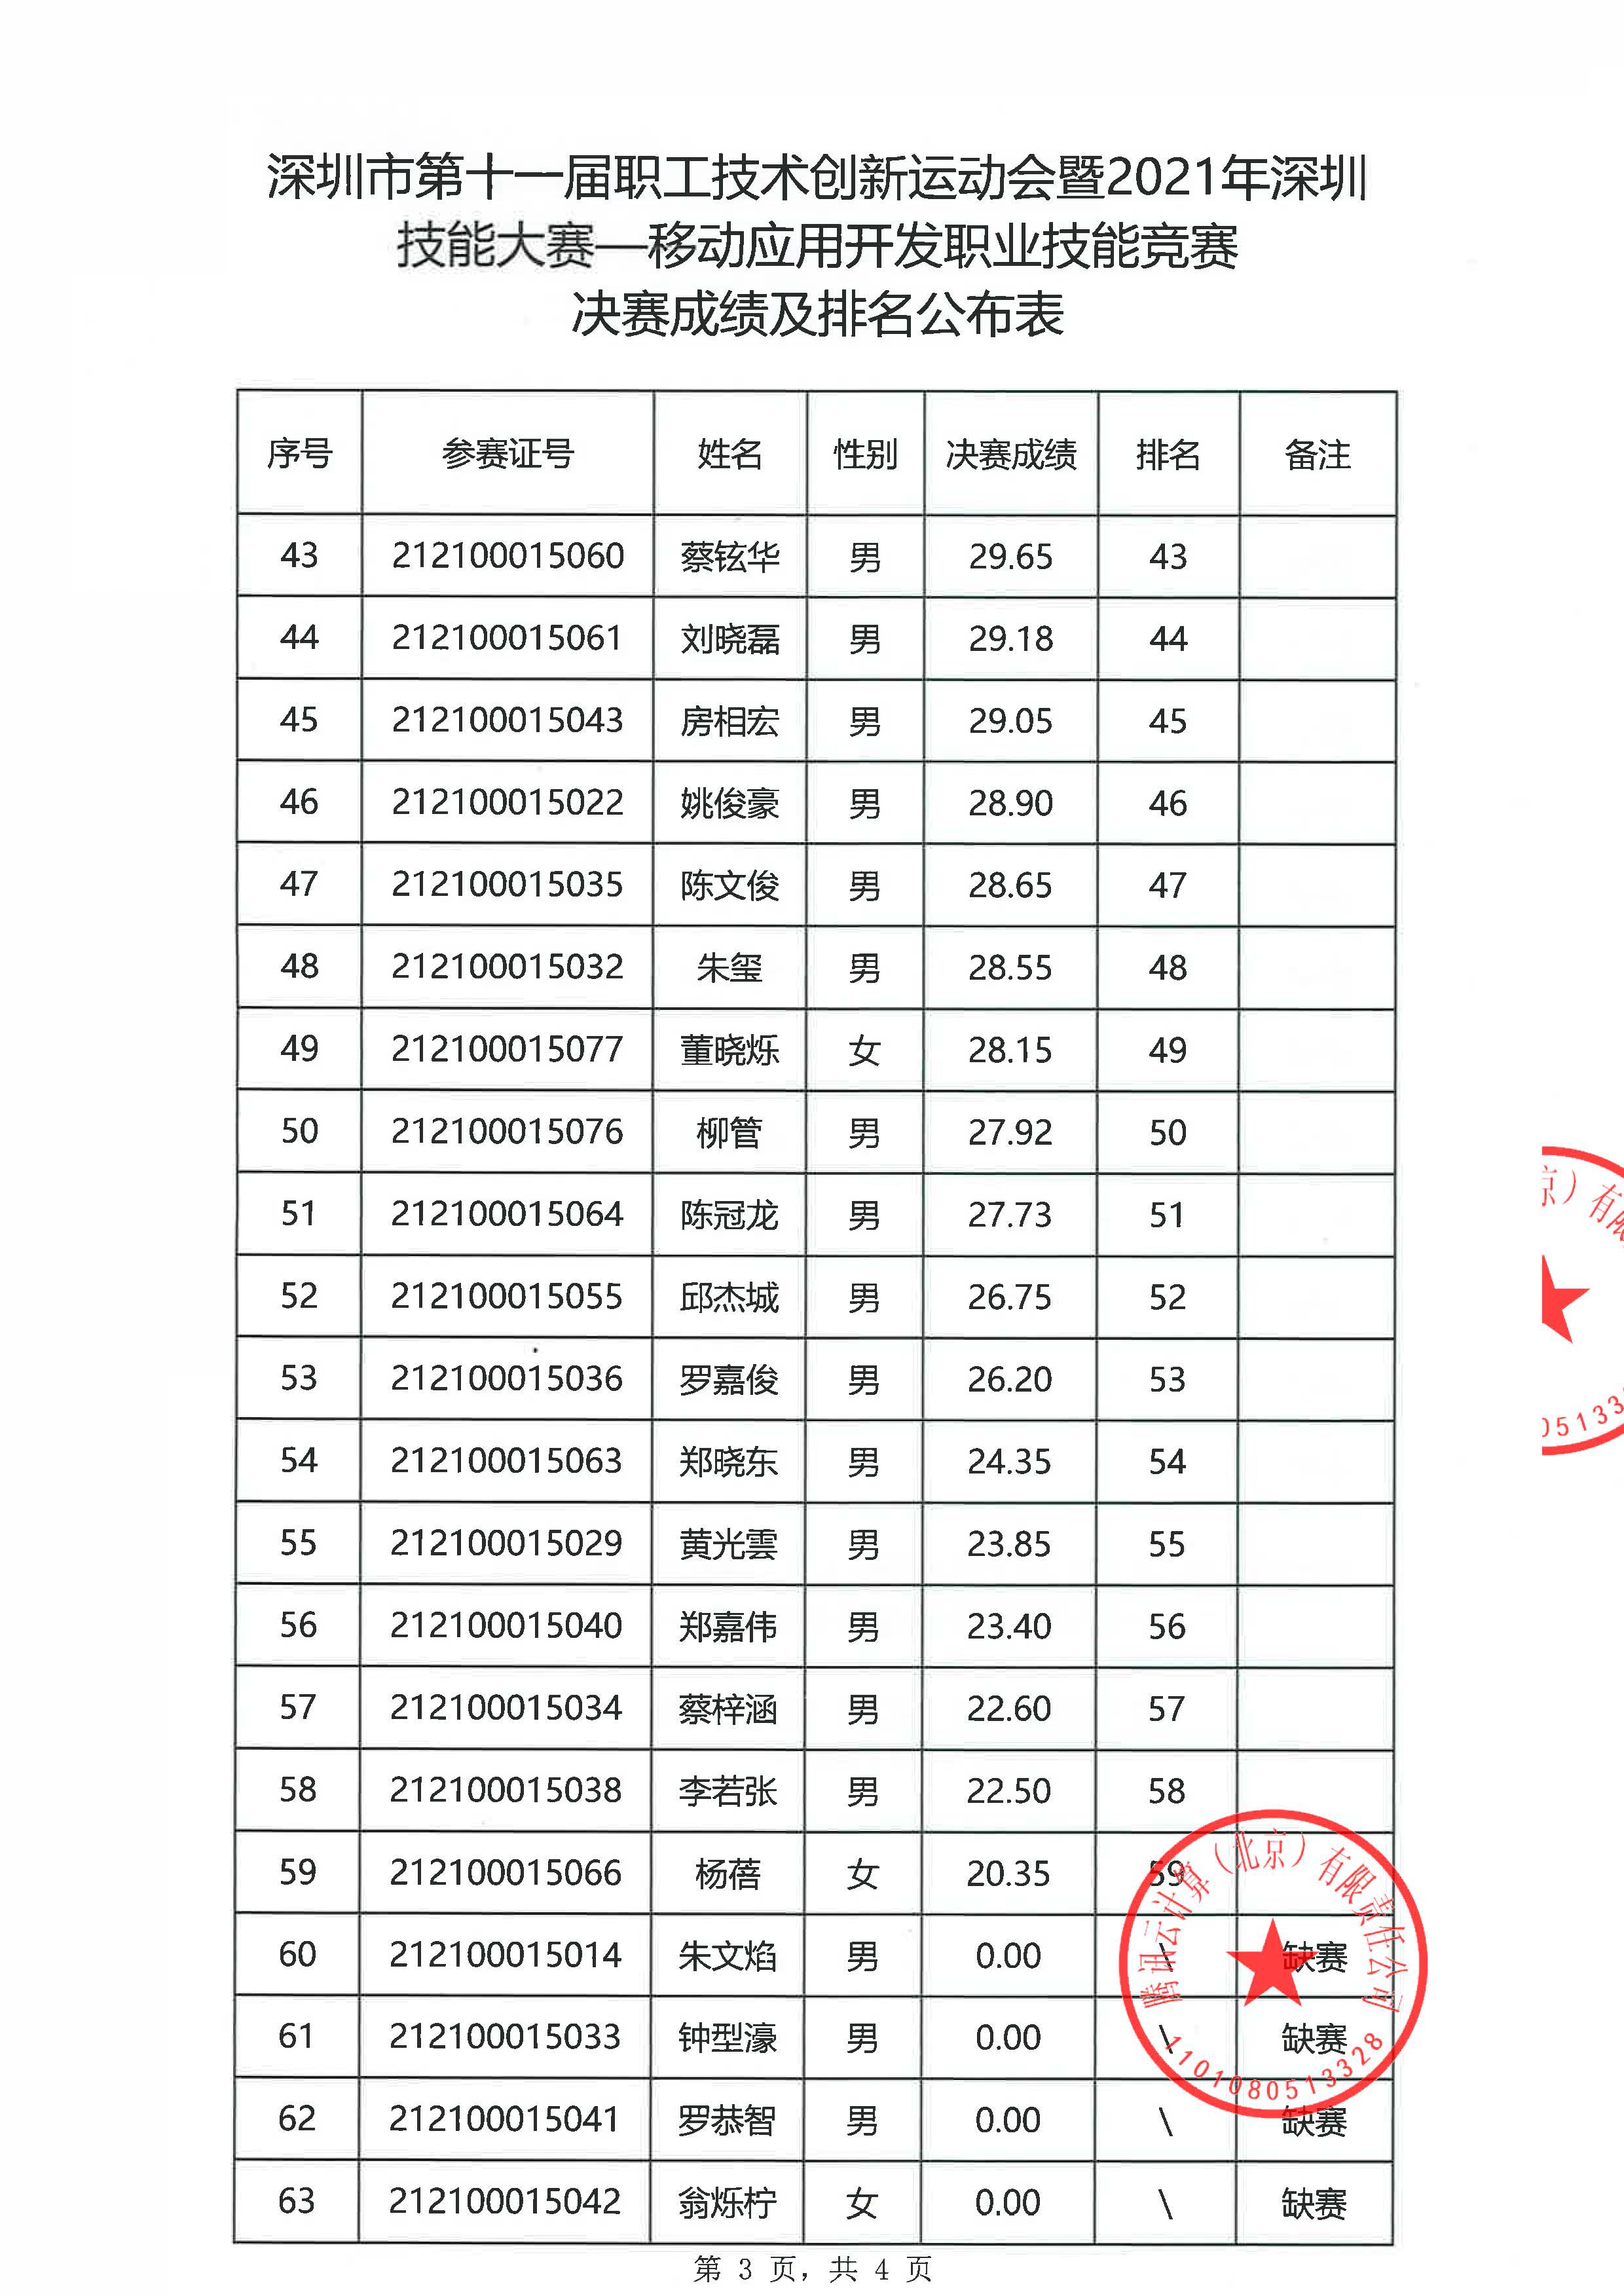 深圳市第十一届职工技术创新运动会暨2021年深圳
技能大赛—移动应用开发职业技能竞赛
决赛成绩及排名公布表
序号 参赛证号 姓名 性别 决赛成绩 排名 备注
43 212100015060 蔡铉华 男 29.65 43
44 212100015061 刘晓磊 男 29.18 44
45 212100015043 房相宏 男 29.05 45
46 212100015022 姚俊豪 男 28.90 46
47 212100015035 陈文俊 男 28.65 47
48 212100015032 朱玺 男 28.55 48
49 212100015077 董晓烁 女 28.15 49
50 212100015076 柳管 男 27.92 50
51 212100015064 陈冠龙 男 27.73 51
52 212100015055 邱杰城 男 26.75 52
53 212100015036 罗嘉俊 男 26.20 53
54 212100015063 郑晓东 男 24.35 54
55 212100015029 黄光雲 男 23.85 55
56 212100015040 郑嘉伟 男 23.40 56
57 212100015034 蔡梓涵 男 22.60 57
58 212100015038 李若张 男 22.50 58
59 212100015066 杨蓓 女 20.35 59
60 212100015014 朱文焰 男 0.00 \ 缺赛
61 212100015033 钟型濠 男 0.00 \ 缺赛
62 212100015041 罗恭智 男 0.00 \ 缺赛
63 212100015042 翁烁柠 女 0.00 \ 缺赛
腾讯云计算（北京）有限责任公司
1101080513328
京）有限
05133
第 3 页，共 4 页